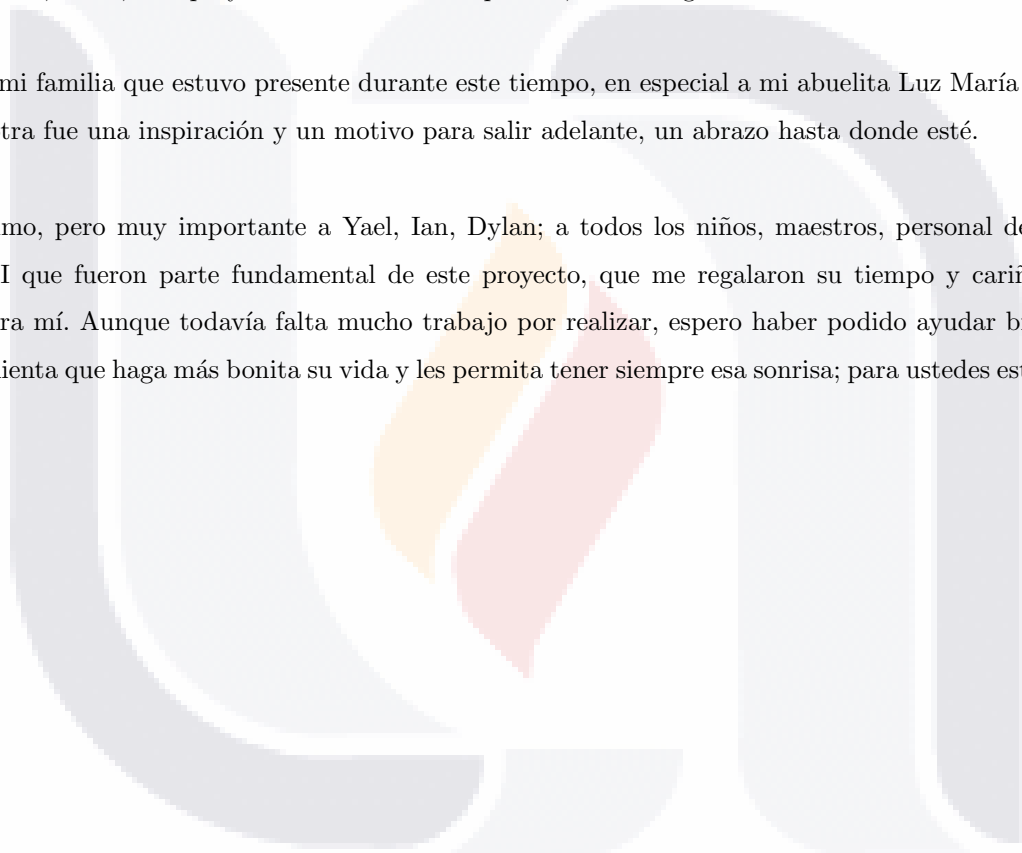 mi familia que estuvo presente durante este tiempo, en especial a mi abuelita Luz María
tra fue una inspiración y un motivo para salir adelante, un abrazo hasta donde esté.
mo, pero muy importante a Yael, Ian, Dylan; a todos los niños, maestros, personal de
I que fueron parte fundamental de este proyecto, que me regalaron su tiempo y cariñ
ra mí. Aunque todavía falta mucho trabajo por realizar, espero haber podido ayudar b
ienta que haga más bonita su vida y les permita tener siempre esa sonrisa; para ustedes est